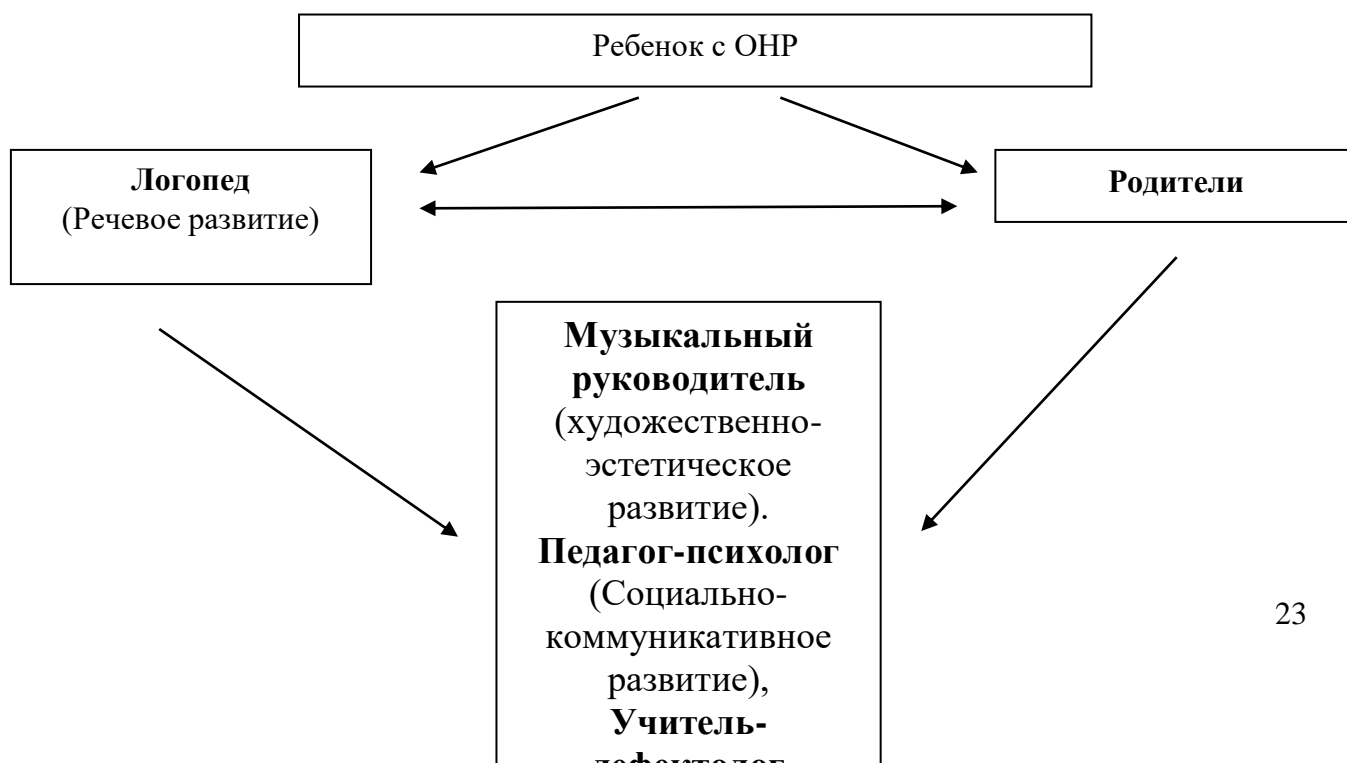 Ребенок с ОНР
Логопед
(Речевое развитие)
Родители
Музыкальный
руководитель
(художественно-
эстетическое
развитие).
Педагог-психолог
(Социально-
коммуникативное
развитие),
Учитель-
23